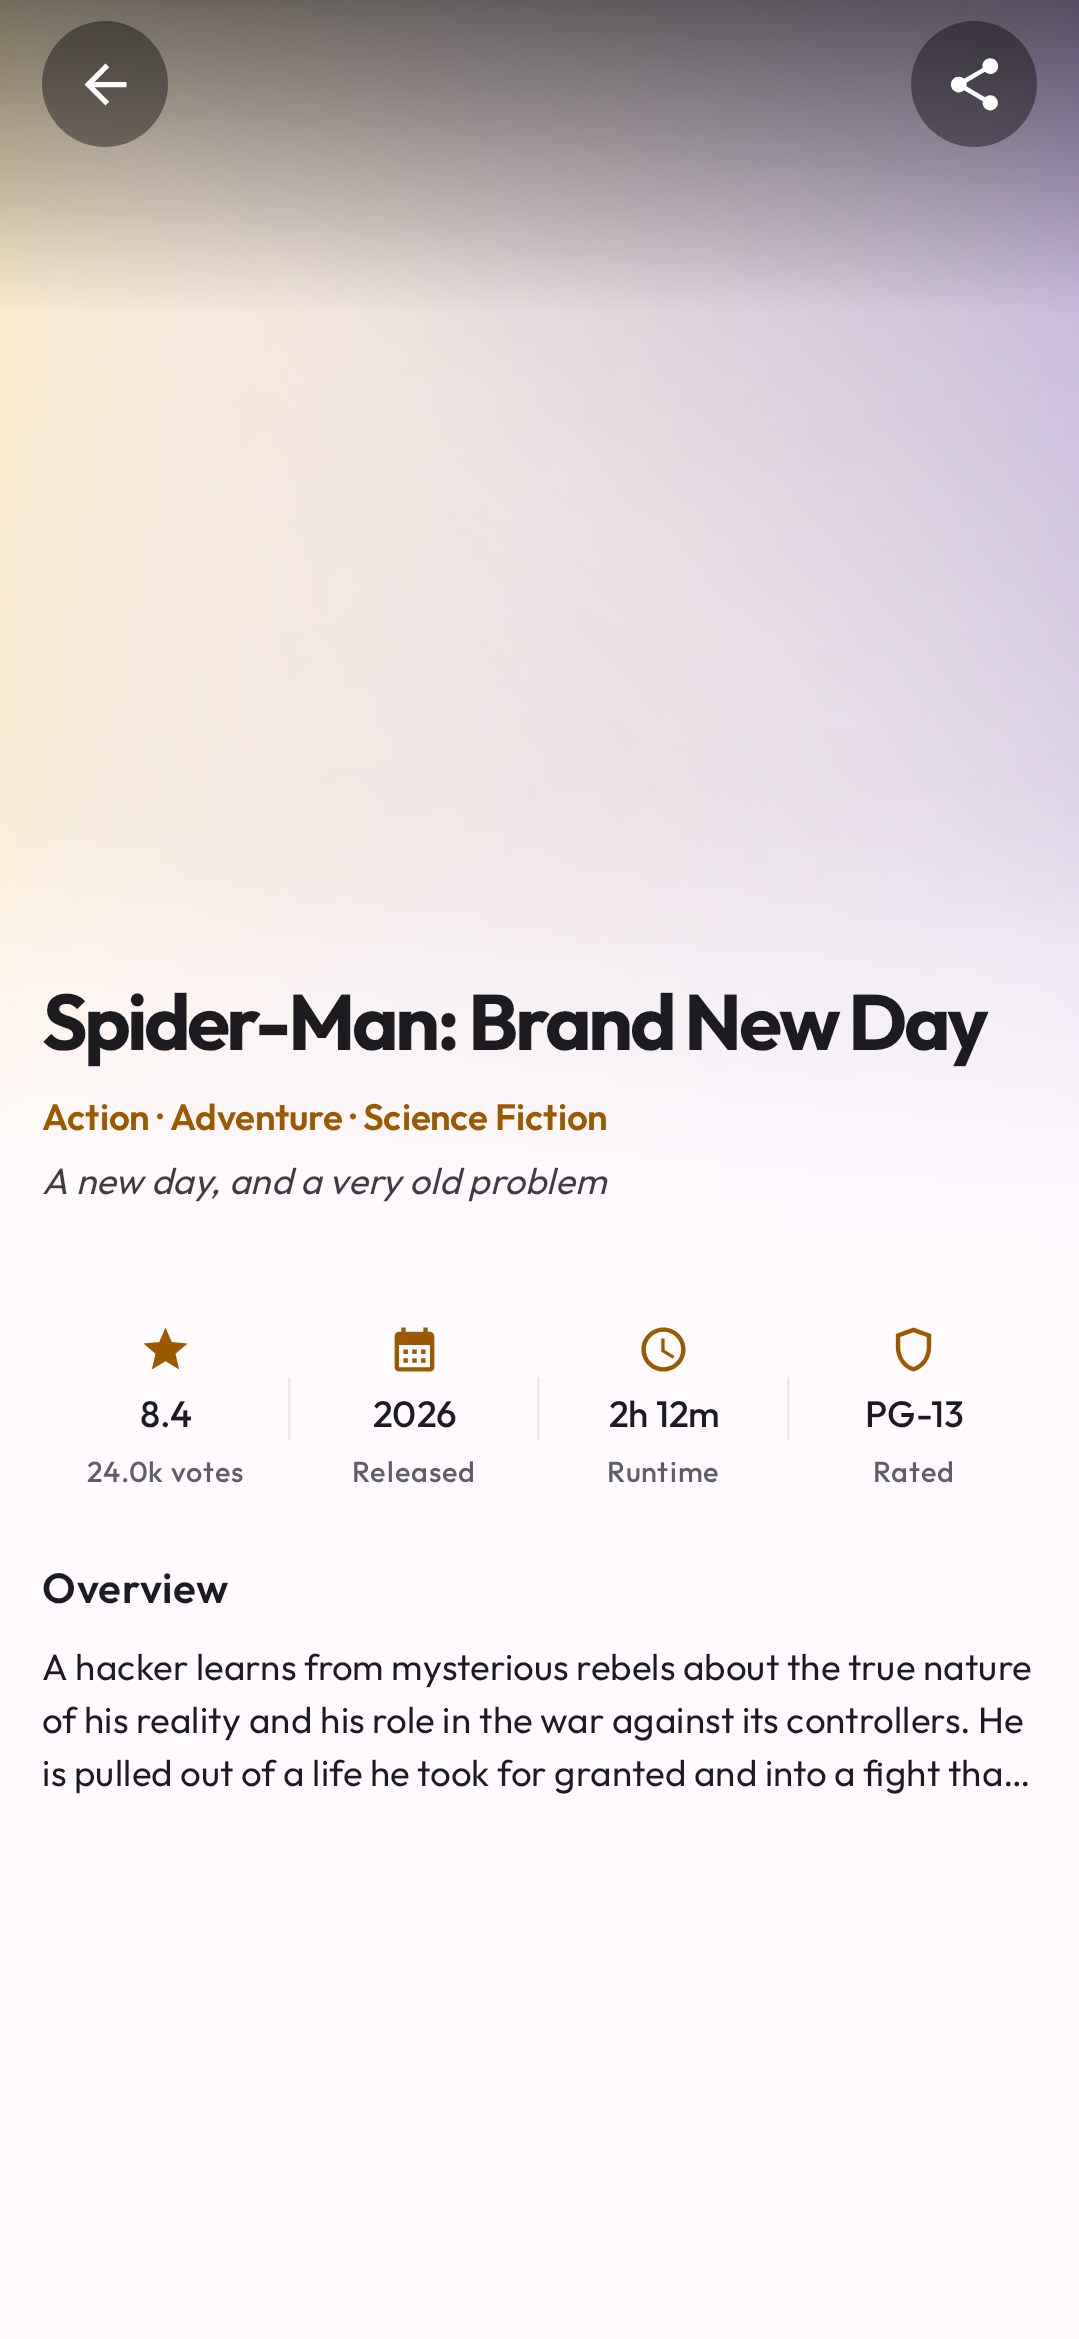 Spider-Man: Brand New Day
Action · Adventure · Science Fiction
A new day, and a very old problem
8.4
2026
2h 12m
PG-13
24.0k votes
Released
Runtime
Rated
Overview
A hacker learns from mysterious rebels about the true nature
of his reality and his role in the war against its controllers. He
is pulled out of a life he took for granted and into a fight tha...